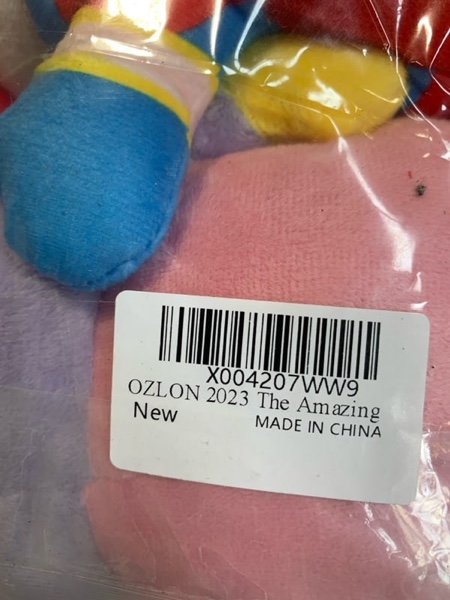 X004207WW9
OZLON 2023 The Amazing
New MADE IN CHINA